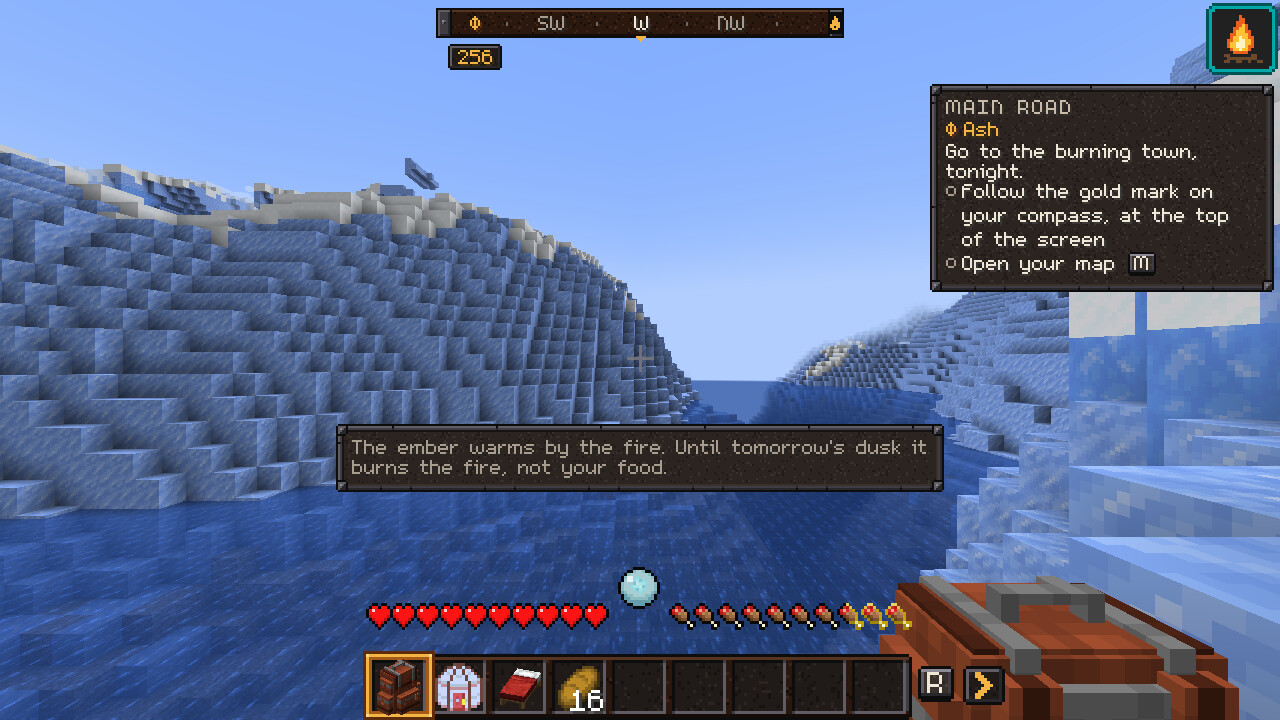 SW
W
NW
256
MAIN ROAD
Ash
Go to the burning town,
tonight.
Follow the gold mark on
your compass, at the top
of the screen
Open your map M
The ember warms by the fire. Until tomorrow's dusk it
burns the fire, not your food.
16
R